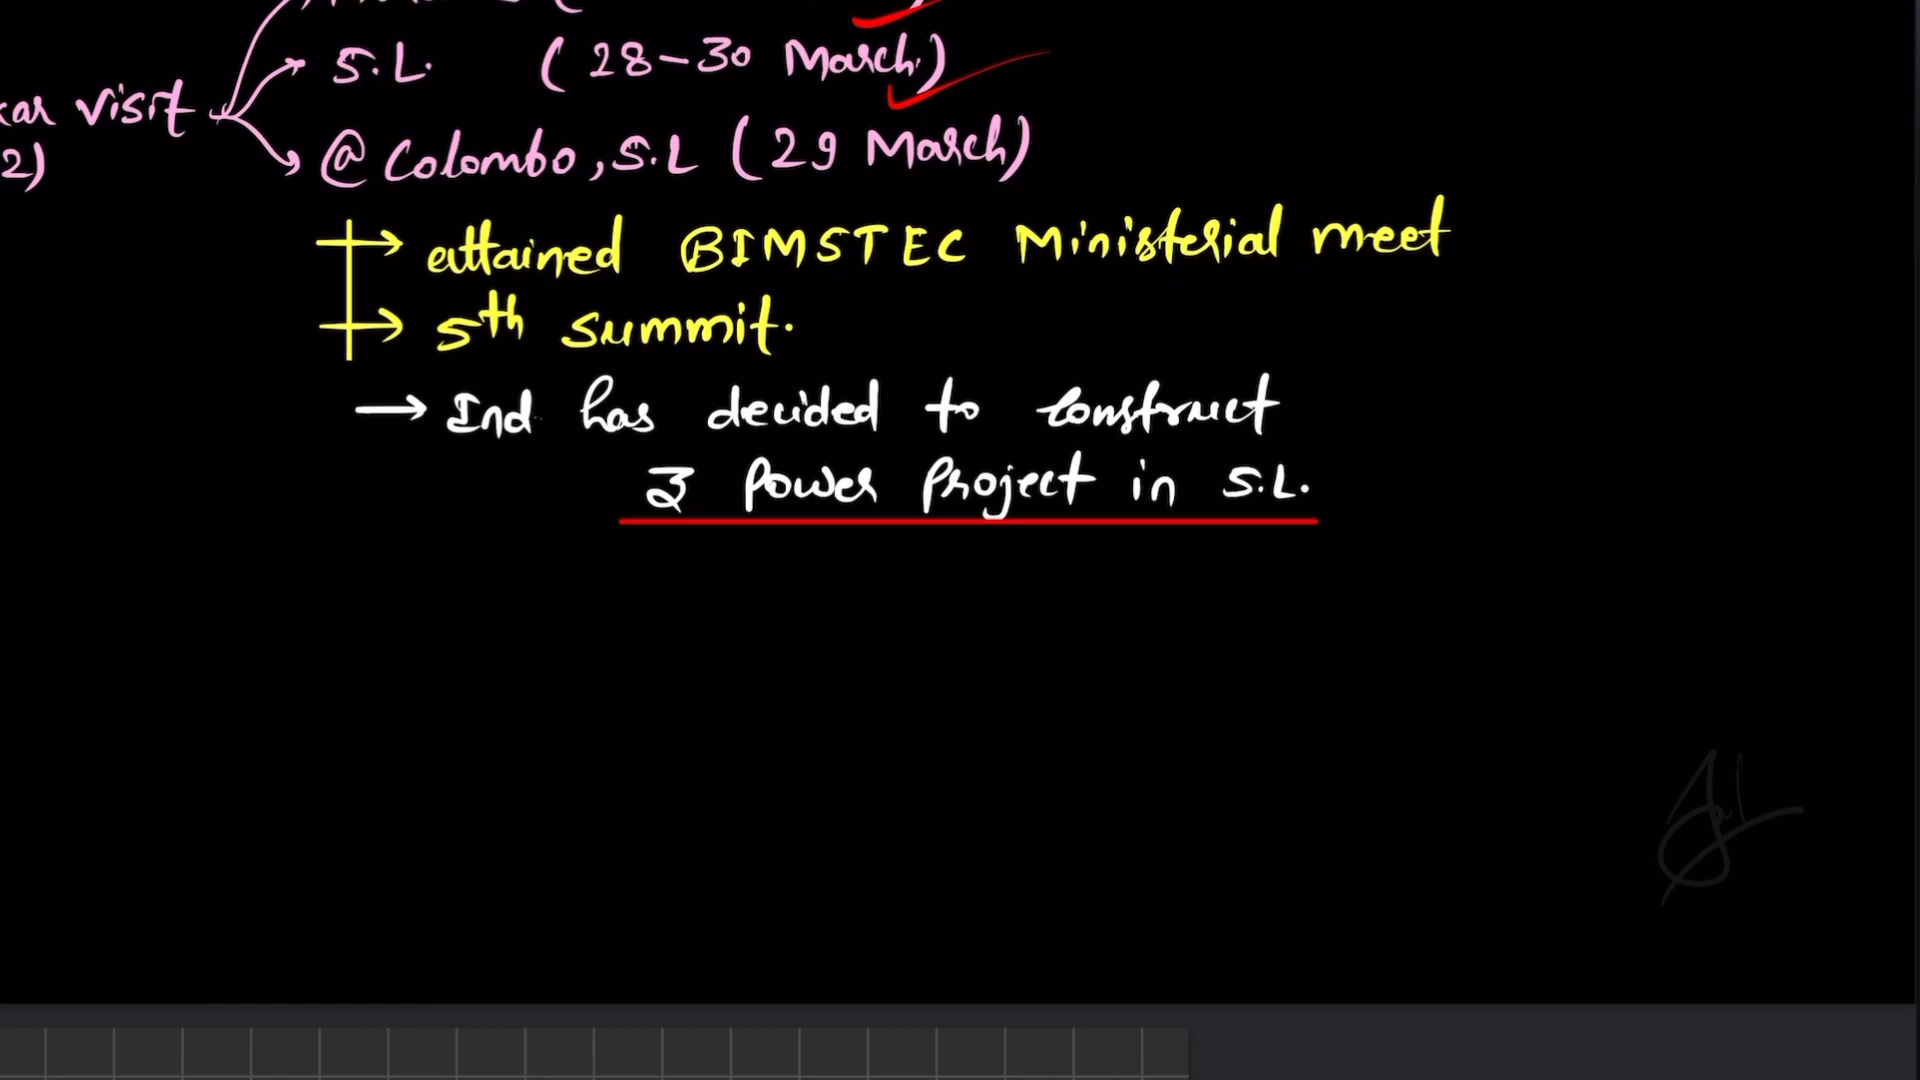 S.L. (28-30 March)
visit
2)
@ Colombo, S.L (29 March)
→ attained BIMSTEC Ministerial meet
→ 5th summit.
→ Ind has decided to construct
3 Power Project in S.L.